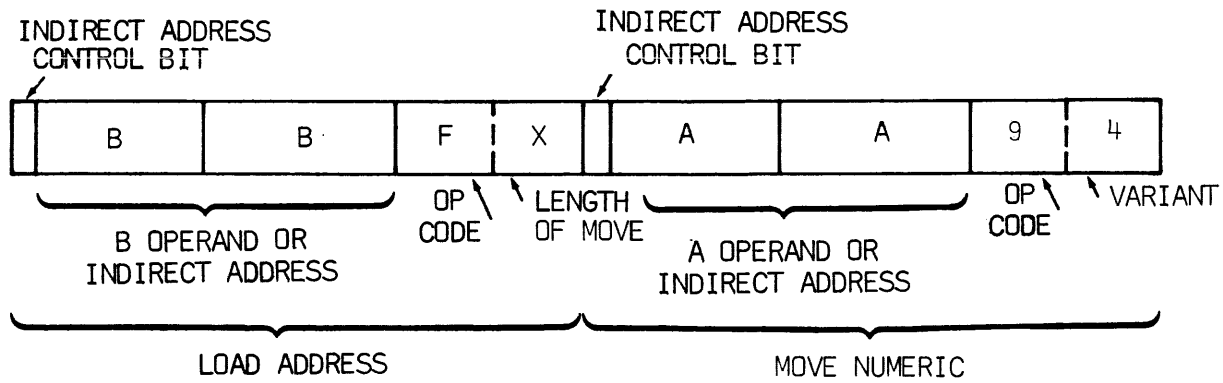 INDIRECT ADDRESS
CONTROL BIT
INDIRECT ADDRESS
CONTROL BIT
B B F X A A 9 4
OP
CODE
LENGTH
OF MOVE
OP
CODE
VARIANT
B OPERAND OR
INDIRECT ADDRESS
A OPERAND OR
INDIRECT ADDRESS
LOAD ADDRESS
MOVE NUMERIC